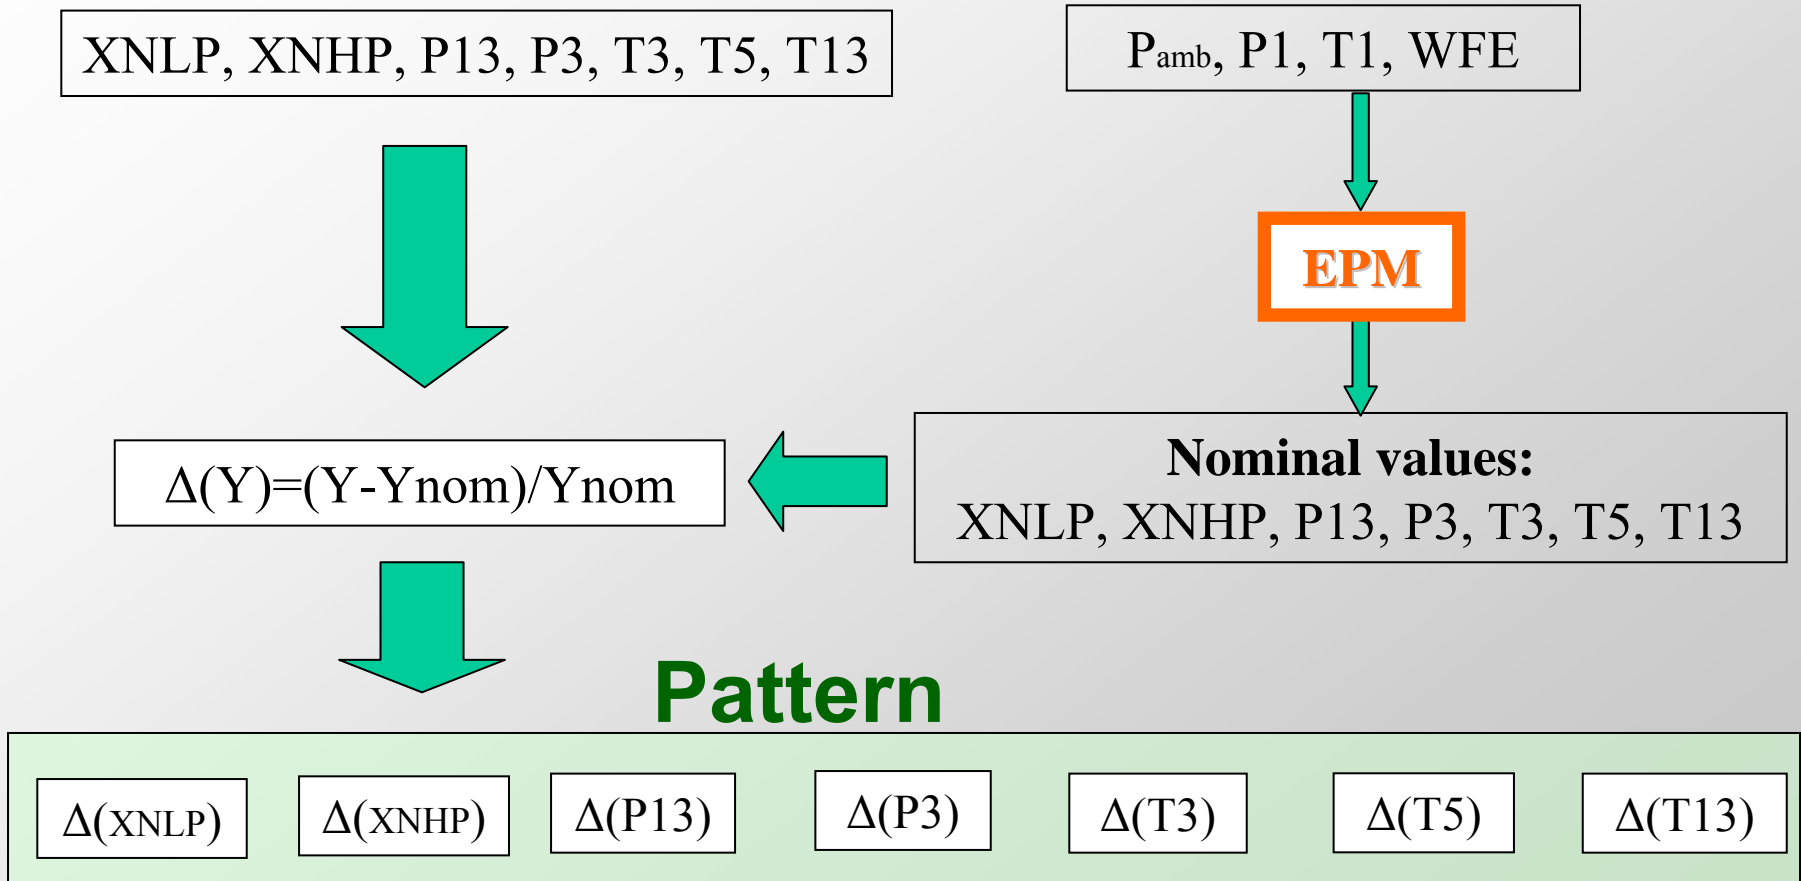 XNLP, XNHP, P13, P3, T3, T5, T13
Pamb, P1, T1, WFE
EPM
Δ(Y)=(Y-Ynom)/Ynom
Nominal values:
XNLP, XNHP, P13, P3, T3, T5, T13
Pattern
Δ(XNLP)
Δ(XNHP)
Δ(P13)
Δ(P3)
Δ(T3)
Δ(T5)
Δ(T13)